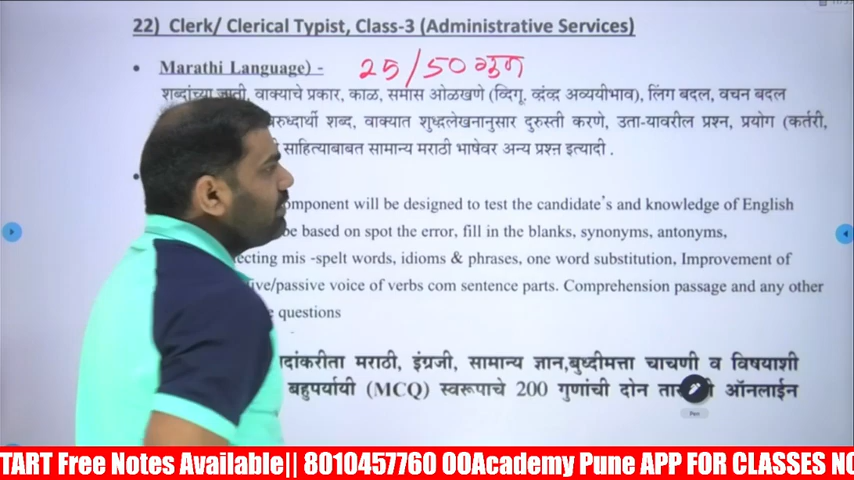 22) Clerk/ Clerical Typist, Class-3 (Administrative Services)
• Marathi Language) - 25/50 गुण
शब्दांच्या जाती, वाक्याचे प्रकार, काळ, समास ओळखणे (व्दिगू, व्दंव्द अव्ययीभाव), लिंग बदल, वचन बदल
शब्द, वाक्यात शुध्दलेखनानुसार दुरुस्ती करणे, उता-यावरील प्रश्न, प्रयोग (कर्तरी,
साहित्याबाबत सामान्य मराठी भाषेवर अन्य प्रश्न इत्यादी .
•
will be designed to test the candidate's and knowledge of English
be based on spot the error, fill in the blanks, synonyms, antonyms,
mis -spelt words, idioms & phrases, one word substitution, Improvement of
/passive voice of verbs com sentence parts. Comprehension passage and any other
questions
मराठी, इंग्रजी, सामान्य ज्ञान,बुध्दीमत्ता चाचणी व विषयाशी
बहुपर्यायी (MCQ) स्वरूपाचे 200 गुणांची दोन ऑनलाईन
Pen
TART Free Notes Available|| 8010457760 OOAcademy Pune APP FOR CLASSES NO